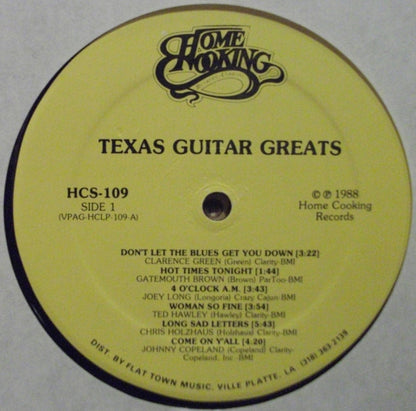 HOME
COOKING
TEXAS GUITAR GREATS
HCS-109
SIDE 1
(VPAG-HCLP-109-A)
© ℗ 1988
Home Cooking
Records
DON'T LET THE BLUES GET YOU DOWN [3:22]
CLARENCE GREEN (Green) Clarity-BMI
HOT TIMES TONIGHT [1:44]
GATEMOUTH BROWN (Brown) ParToo-BMI
4 O'CLOCK A.M. [3:43]
JOEY LONG (Longoria) Crazy Cajun-BMI
WOMAN SO FINE [3:54]
TED HAWLEY (Hawley) Clarity-BMI
LONG SAD LETTERS [5:43]
CHRIS HOLZHAUS (Holzhaus) Clarity-BMI
COME ON Y'ALL [4:20]
JOHNNY COPELAND (Copeland) Clarity-
Copeland, Inc.-BMI
DIST. BY FLAT TOWN MUSIC, VILLE PLATTE, LA (318) 363-2139